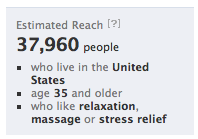 Estimated Reach [?]
37,960 people
who live in the United
States
age 35 and older
who like relaxation,
massage or stress relief